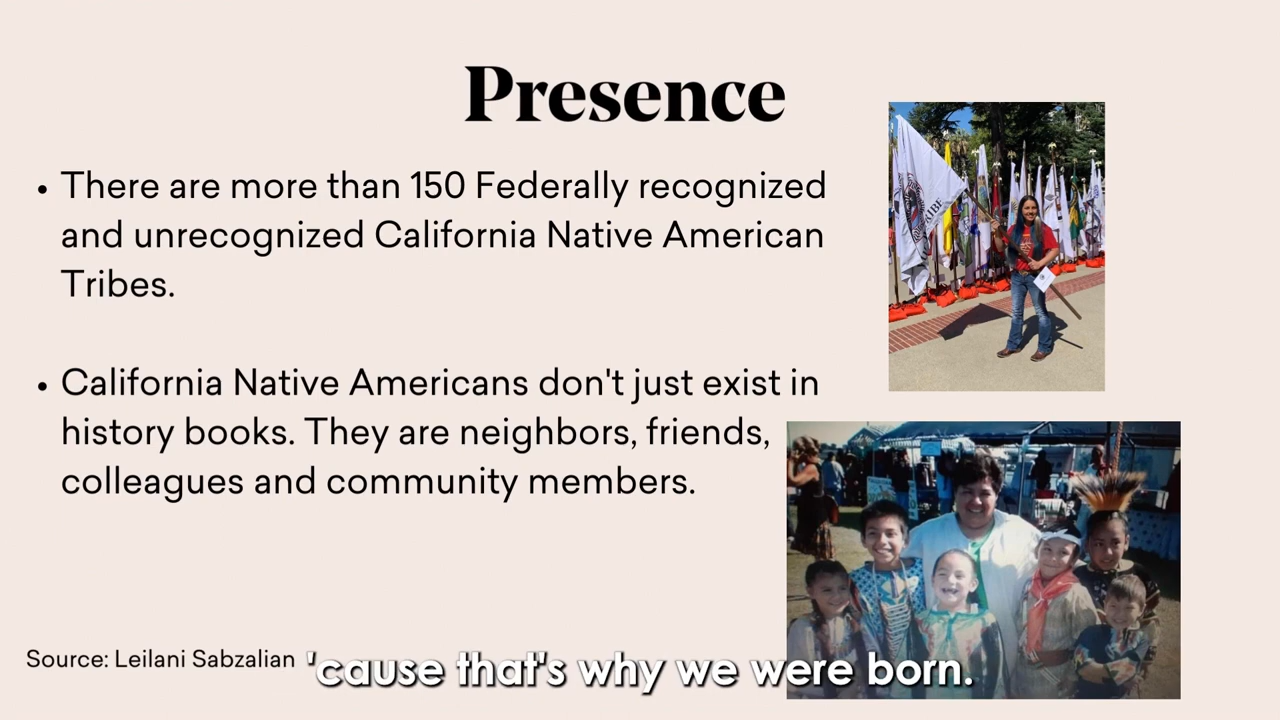 Presence
• There are more than 150 Federally recognized
and unrecognized California Native American
Tribes.
• California Native Americans don't just exist in
history books. They are neighbors, friends,
colleagues and community members.
Source: Leilani Sabzalian
'cause that's why we were born.